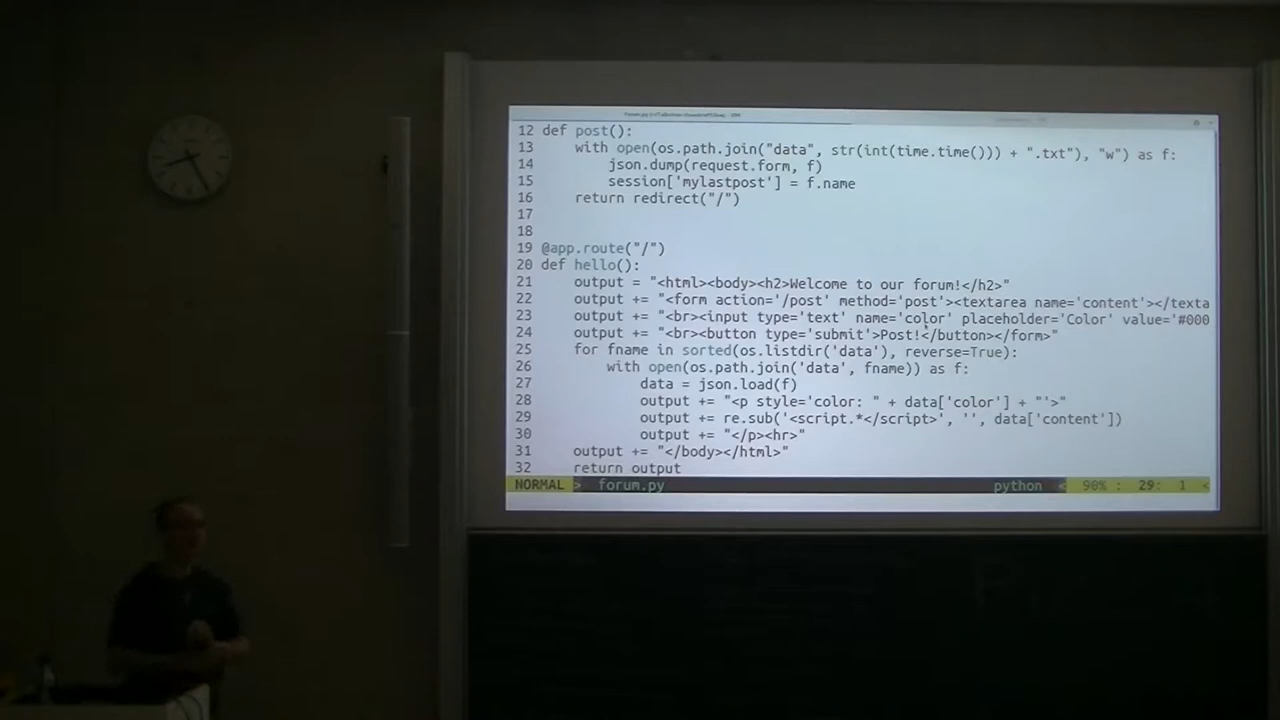 12 def post():
13     with open(os.path.join("data", str(int(time.time())) + ".txt"), "w") as f:
14         json.dump(request.form, f)
15         session['mylastpost'] = f.name
16     return redirect("/")
17
18
19 @app.route("/")
20 def hello():
21     output = "<html><body><h2>Welcome to our forum!</h2>"
22     output += "<form action='/post' method='post'><textarea name='content'></texta
23     output += "<br><input type='text' name='color' placeholder='Color' value='#000
24     output += "<br><button type='submit'>Post!</button></form>"
25     for fname in sorted(os.listdir('data'), reverse=True):
26         with open(os.path.join('data', fname)) as f:
27             data = json.load(f)
28             output += "<p style='color: " + data['color'] + "'>"
29             output += re.sub('<script.*</script>', '', data['content'])
30             output += "</p><hr>"
31     output += "</body></html>"
32     return output
NORMAL > forum.py python < 90% : 29: 1 <